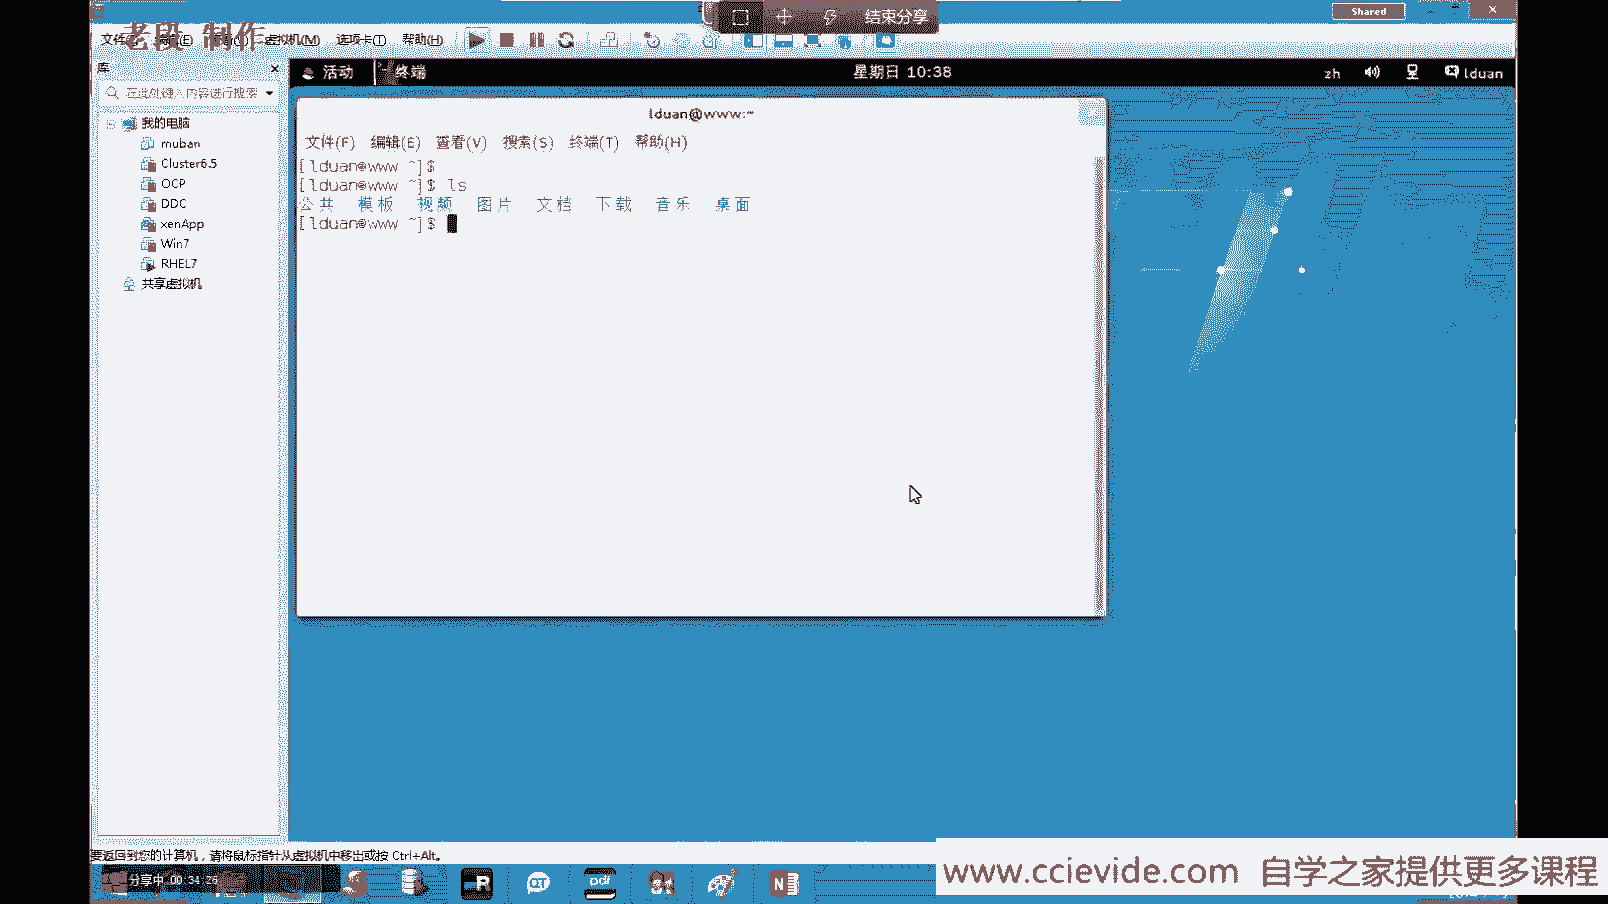 结束分享
Shared
老段 制作
虚拟机(M) 选项卡(T) 帮助(H)
库
在此处键入内容进行搜索
我的电脑
muban
Cluster6.5
OCP
DDC
xenApp
Win7
RHEL7
共享虚拟机
活动 终端 星期日 10:38 zh lduan
lduan@www:~
文件(F) 编辑(E) 查看(V) 搜索(S) 终端(T) 帮助(H)
[lduan@www ~]$
[lduan@www ~]$ ls
公共 模板 视频 图片 文档 下载 音乐 桌面
[lduan@www ~]$
要返回到您的计算机，请将鼠标指针从虚拟机中移出或按 Ctrl+Alt。
分享中 00:34:26
pdf
www.ccievide.com 自学之家提供更多课程